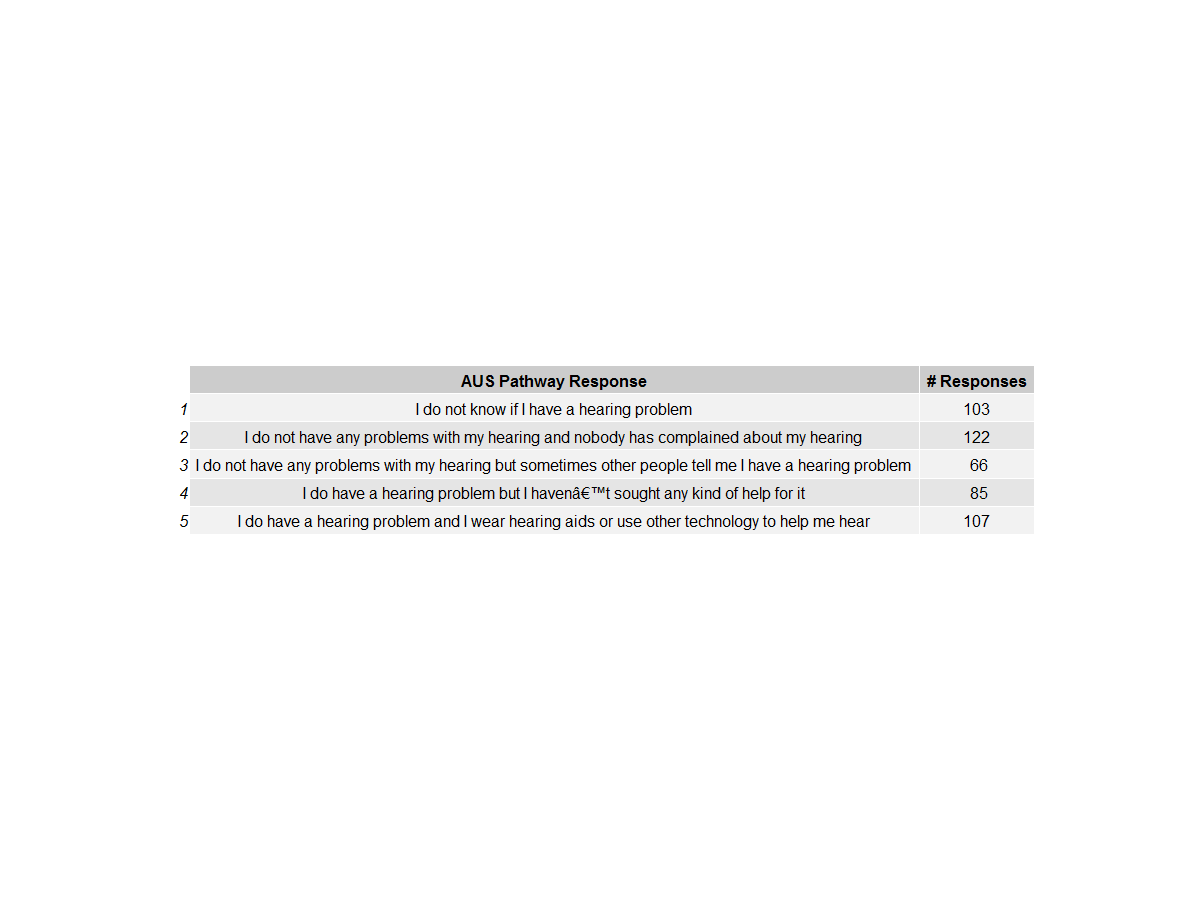 AUS Pathway Response # Responses
1 I do not know if I have a hearing problem 103
2 I do not have any problems with my hearing and nobody has complained about my hearing 122
3 I do not have any problems with my hearing but sometimes other people tell me I have a hearing problem 66
4 I do have a hearing problem but I havenâ€™t sought any kind of help for it 85
5 I do have a hearing problem and I wear hearing aids or use other technology to help me hear 107